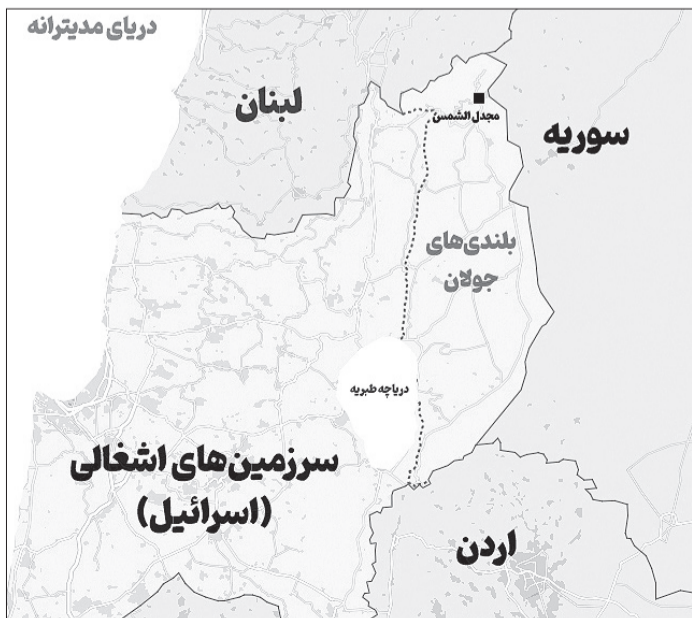 دریای مدیترانه
لبنان
مجدل الشمس
سوریه
بلندی‌های
جولان
دریاچه طبریه
سرزمین‌های اشغالی
(اسرائیل)
اردن